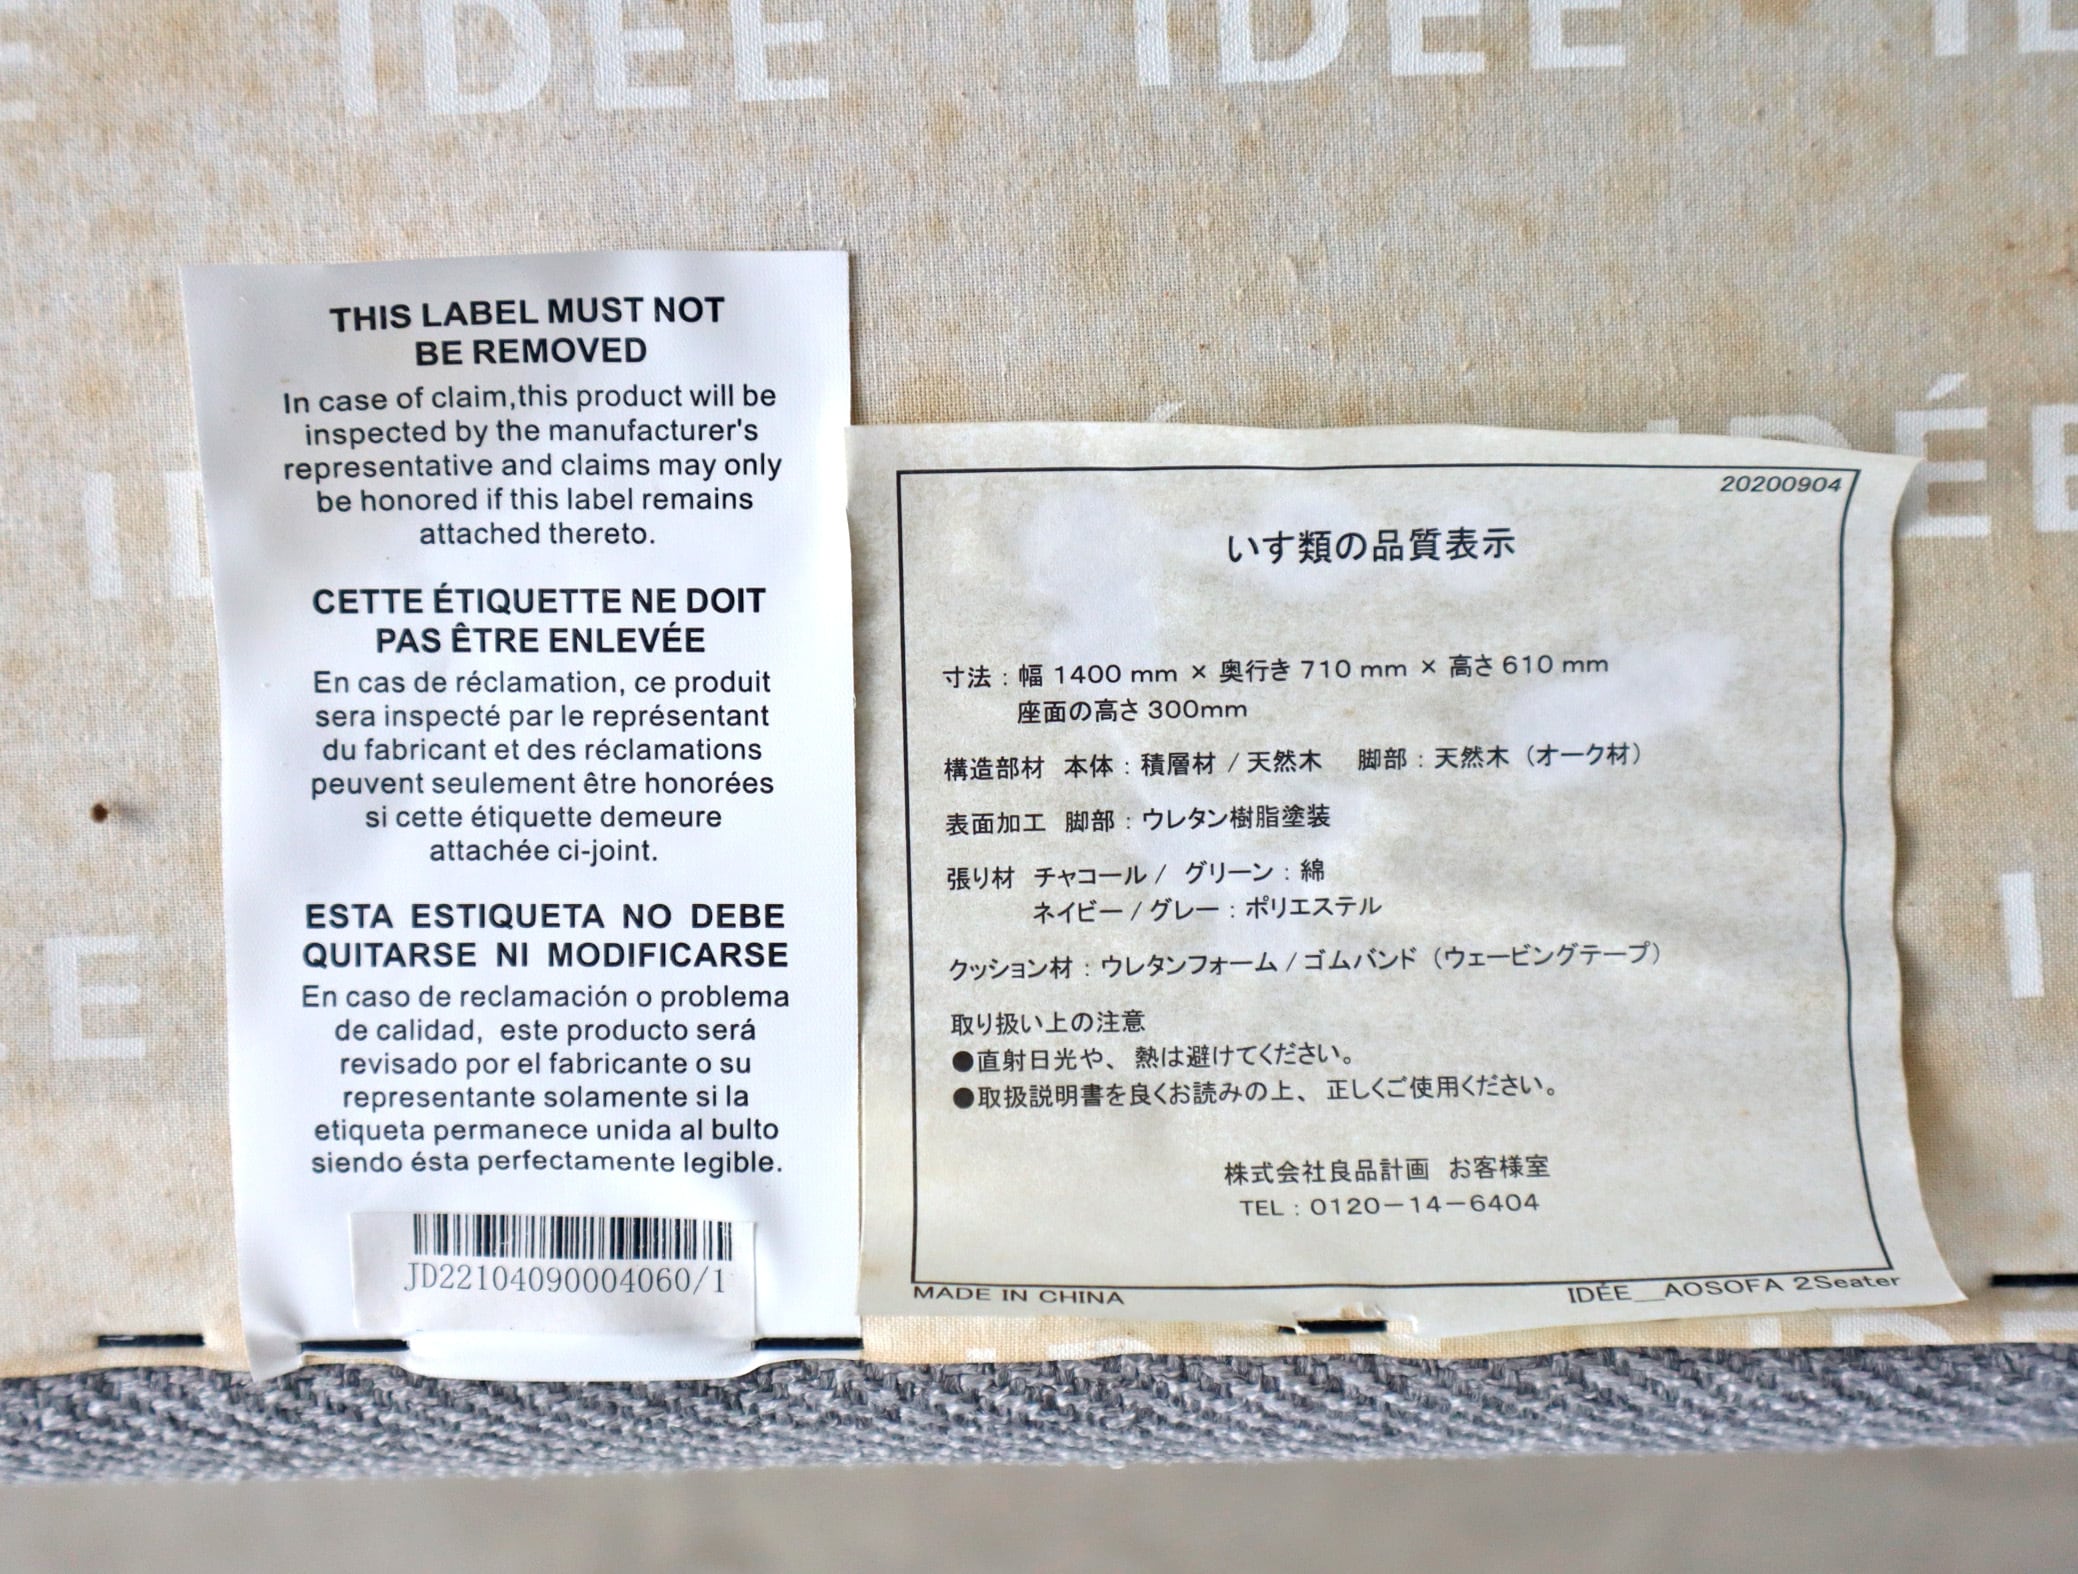 IDÉE IDÉE
THIS LABEL MUST NOT
BE REMOVED
In case of claim,this product will be
inspected by the manufacturer's
representative and claims may only
be honored if this label remains
attached thereto.
CETTE ÉTIQUETTE NE DOIT
PAS ÊTRE ENLEVÉE
En cas de réclamation, ce produit
sera inspecté par le représentant
du fabricant et des réclamations
peuvent seulement être honorées
si cette étiquette demeure
attachée ci-joint.
ESTA ESTIQUETA NO DEBE
QUITARSE NI MODIFICARSE
En caso de reclamación o problema
de calidad, este producto será
revisado por el fabricante o su
representante solamente si la
etiqueta permanece unida al bulto
siendo ésta perfectamente legible.
JD22104090004060/1
20200904
いす類の品質表示
寸法：幅 1400 mm × 奥行き 710 mm × 高さ 610 mm
座面の高さ 300mm
構造部材 本体：積層材 / 天然木 脚部：天然木（オーク材）
表面加工 脚部：ウレタン樹脂塗装
張り材 チャコール / グリーン：綿
ネイビー / グレー：ポリエステル
クッション材：ウレタンフォーム / ゴムバンド（ウェービングテープ）
取り扱い上の注意
●直射日光や、熱は避けてください。
●取扱説明書を良くお読みの上、正しくご使用ください。
株式会社良品計画 お客様室
TEL：0120－14－6404
MADE IN CHINA
IDÉE__AOSOFA 2Seater